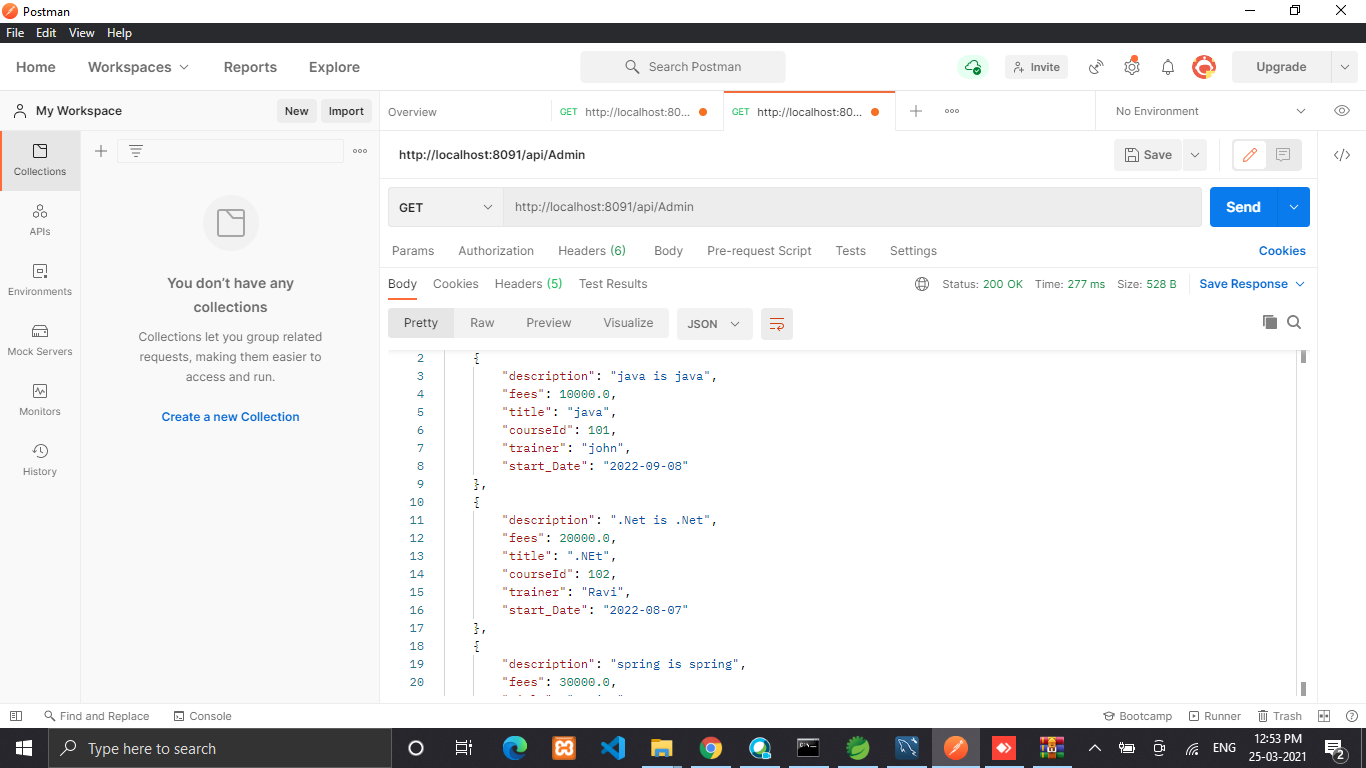 Postman
File Edit View Help
Home Workspaces Reports Explore Search Postman Invite Upgrade
My Workspace New Import Overview GET http://localhost:80... GET http://localhost:80... No Environment
Collections
APIs
Environments
Mock Servers
Monitors
History
You don't have any
collections
Collections let you group related
requests, making them easier to
access and run.
Create a new Collection
http://localhost:8091/api/Admin Save
GET http://localhost:8091/api/Admin Send
Params Authorization Headers (6) Body Pre-request Script Tests Settings Cookies
Body Cookies Headers (5) Test Results Status: 200 OK Time: 277 ms Size: 528 B Save Response
Pretty Raw Preview Visualize JSON
2 {
3 "description": "java is java",
4 "fees": 10000.0,
5 "title": "java",
6 "courseId": 101,
7 "trainer": "john",
8 "start_Date": "2022-09-08"
9 },
10 {
11 "description": ".Net is .Net",
12 "fees": 20000.0,
13 "title": ".NEt",
14 "courseId": 102,
15 "trainer": "Ravi",
16 "start_Date": "2022-08-07"
17 },
18 {
19 "description": "spring is spring",
20 "fees": 30000.0,
Find and Replace Console Bootcamp Runner Trash
Type here to search ENG 12:53 PM
25-03-2021 2